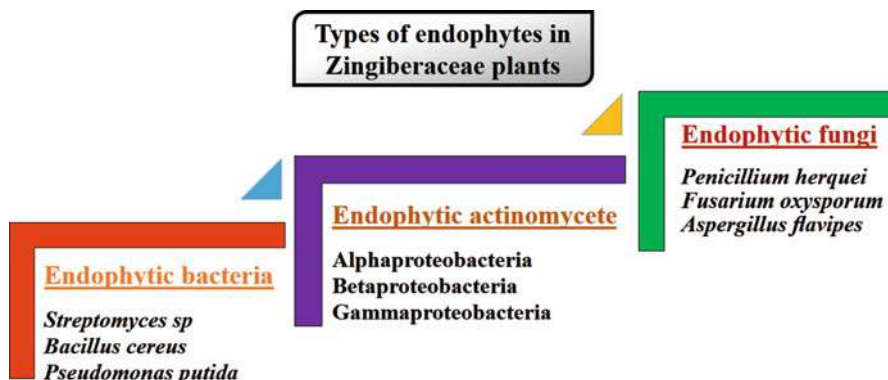 Types of endophytes in
Zingiberaceae plants
Endophytic bacteria
Streptomyces sp
Bacillus cereus
Pseudomonas putida
Endophytic actinomycete
Alphaproteobacteria
Betaproteobacteria
Gammaproteobacteria
Endophytic fungi
Penicillium herquei
Fusarium oxysporum
Aspergillus flavipes